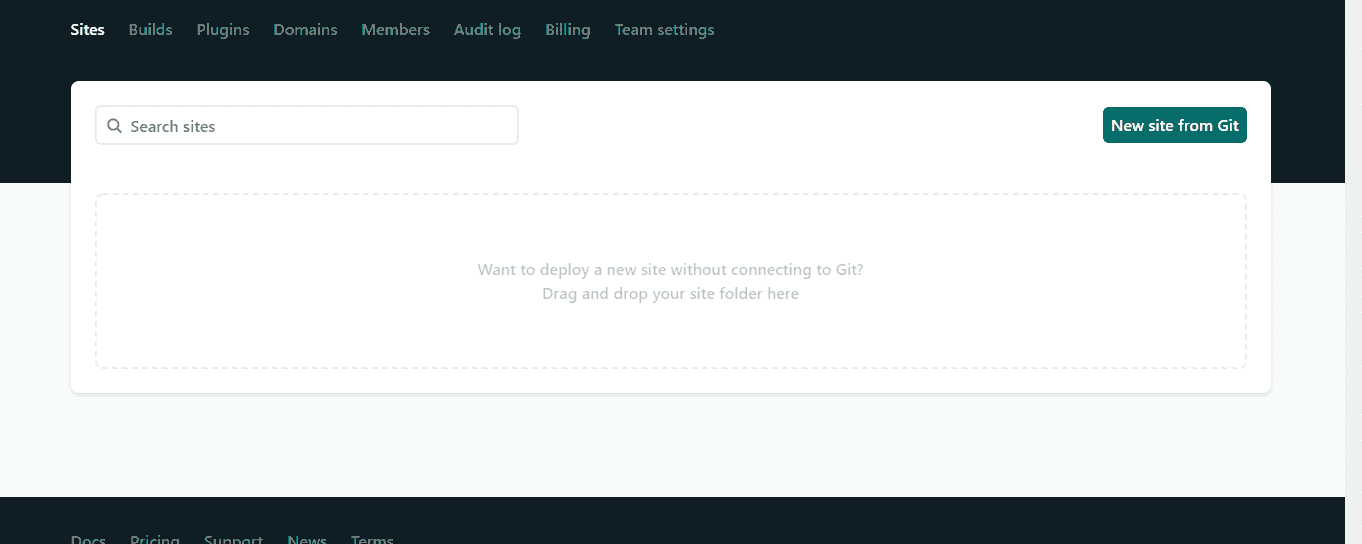 Sites Builds Plugins Domains Members Audit log Billing Team settings
Search sites
New site from Git
Want to deploy a new site without connecting to Git?
Drag and drop your site folder here
Docs Pricing Support News Terms